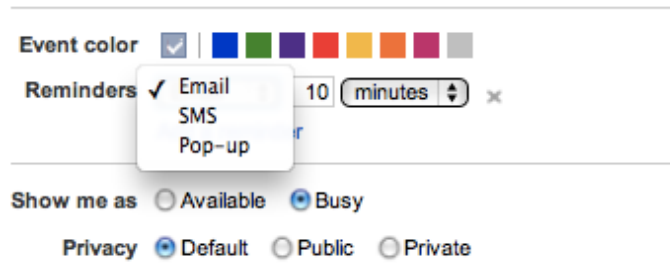 Event color
Reminders ✓ Email 10 minutes ×
SMS
r
Pop-up
Show me as Available Busy
Privacy Default Public Private